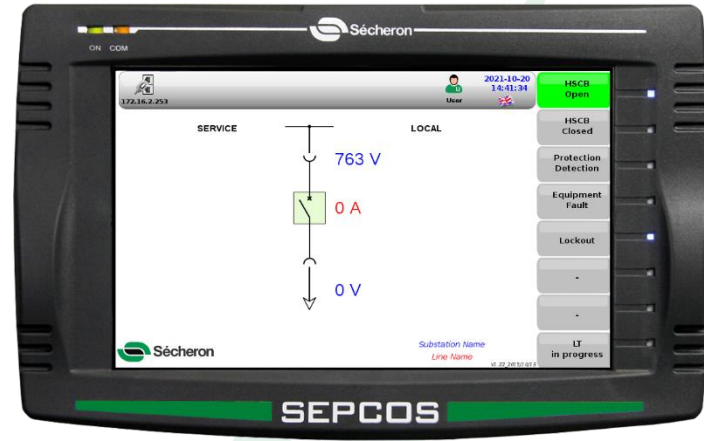 Sécheron
ON COM
172.16.2.253
User
2021-10-20
14:41:34
HSCB
Open
SERVICE
LOCAL
HSCB
Closed
763 V
Protection
Detection
0 A
Equipment
Fault
Lockout
-
0 V
-
Sécheron
Substation Name
Line Name
LT
in progress
SEPCOS